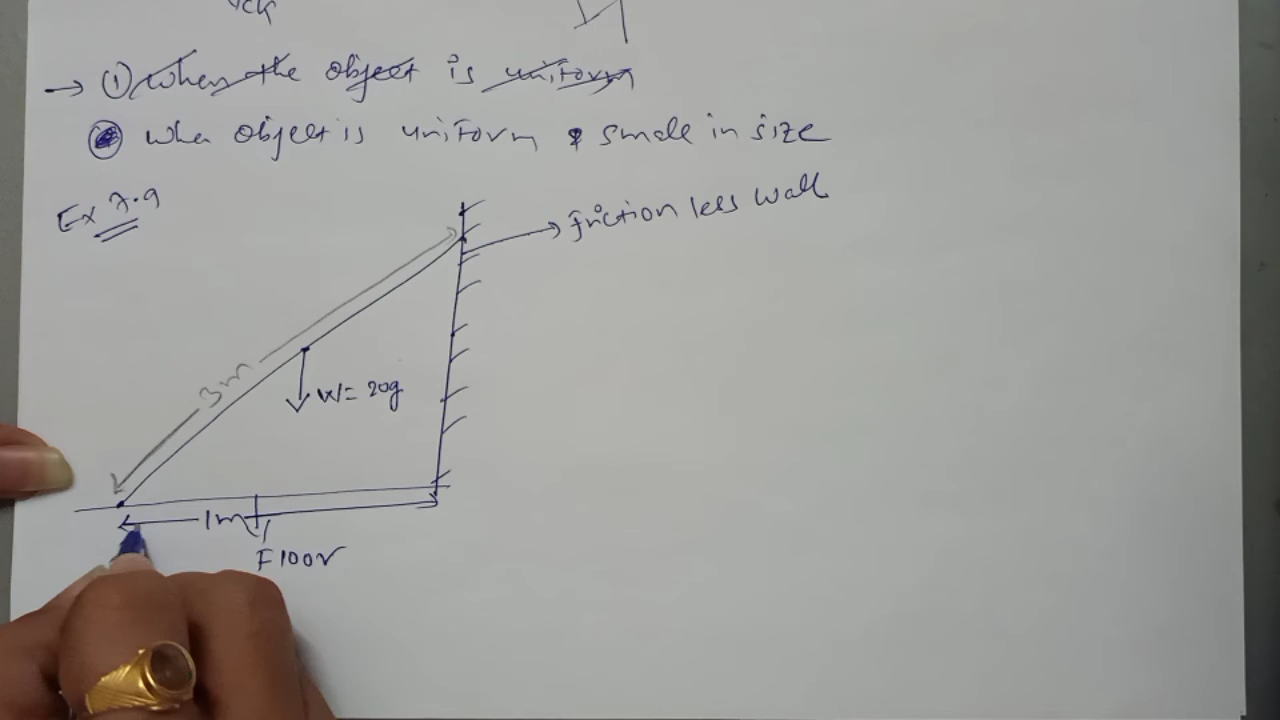 → ① When the object is uniform
When object is uniform & small in size
Ex 7.9
→ Friction less wall
3m
W = 20g
1m
Floor